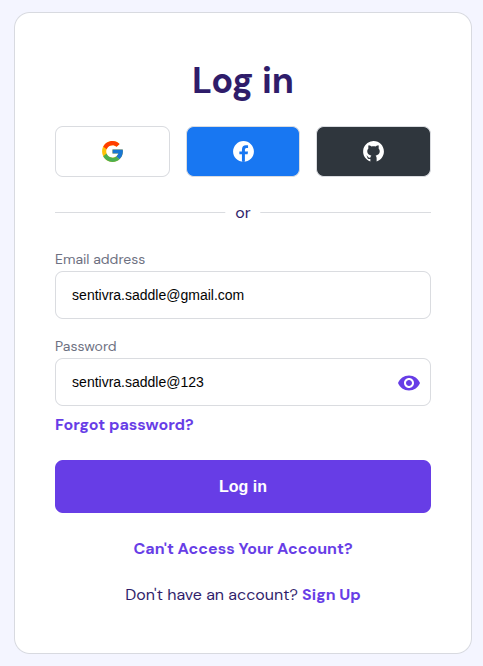 Log in
or
Email address
sentivra.saddle@gmail.com
Password
sentivra.saddle@123
Forgot password?
Log in
Can't Access Your Account?
Don't have an account? Sign Up